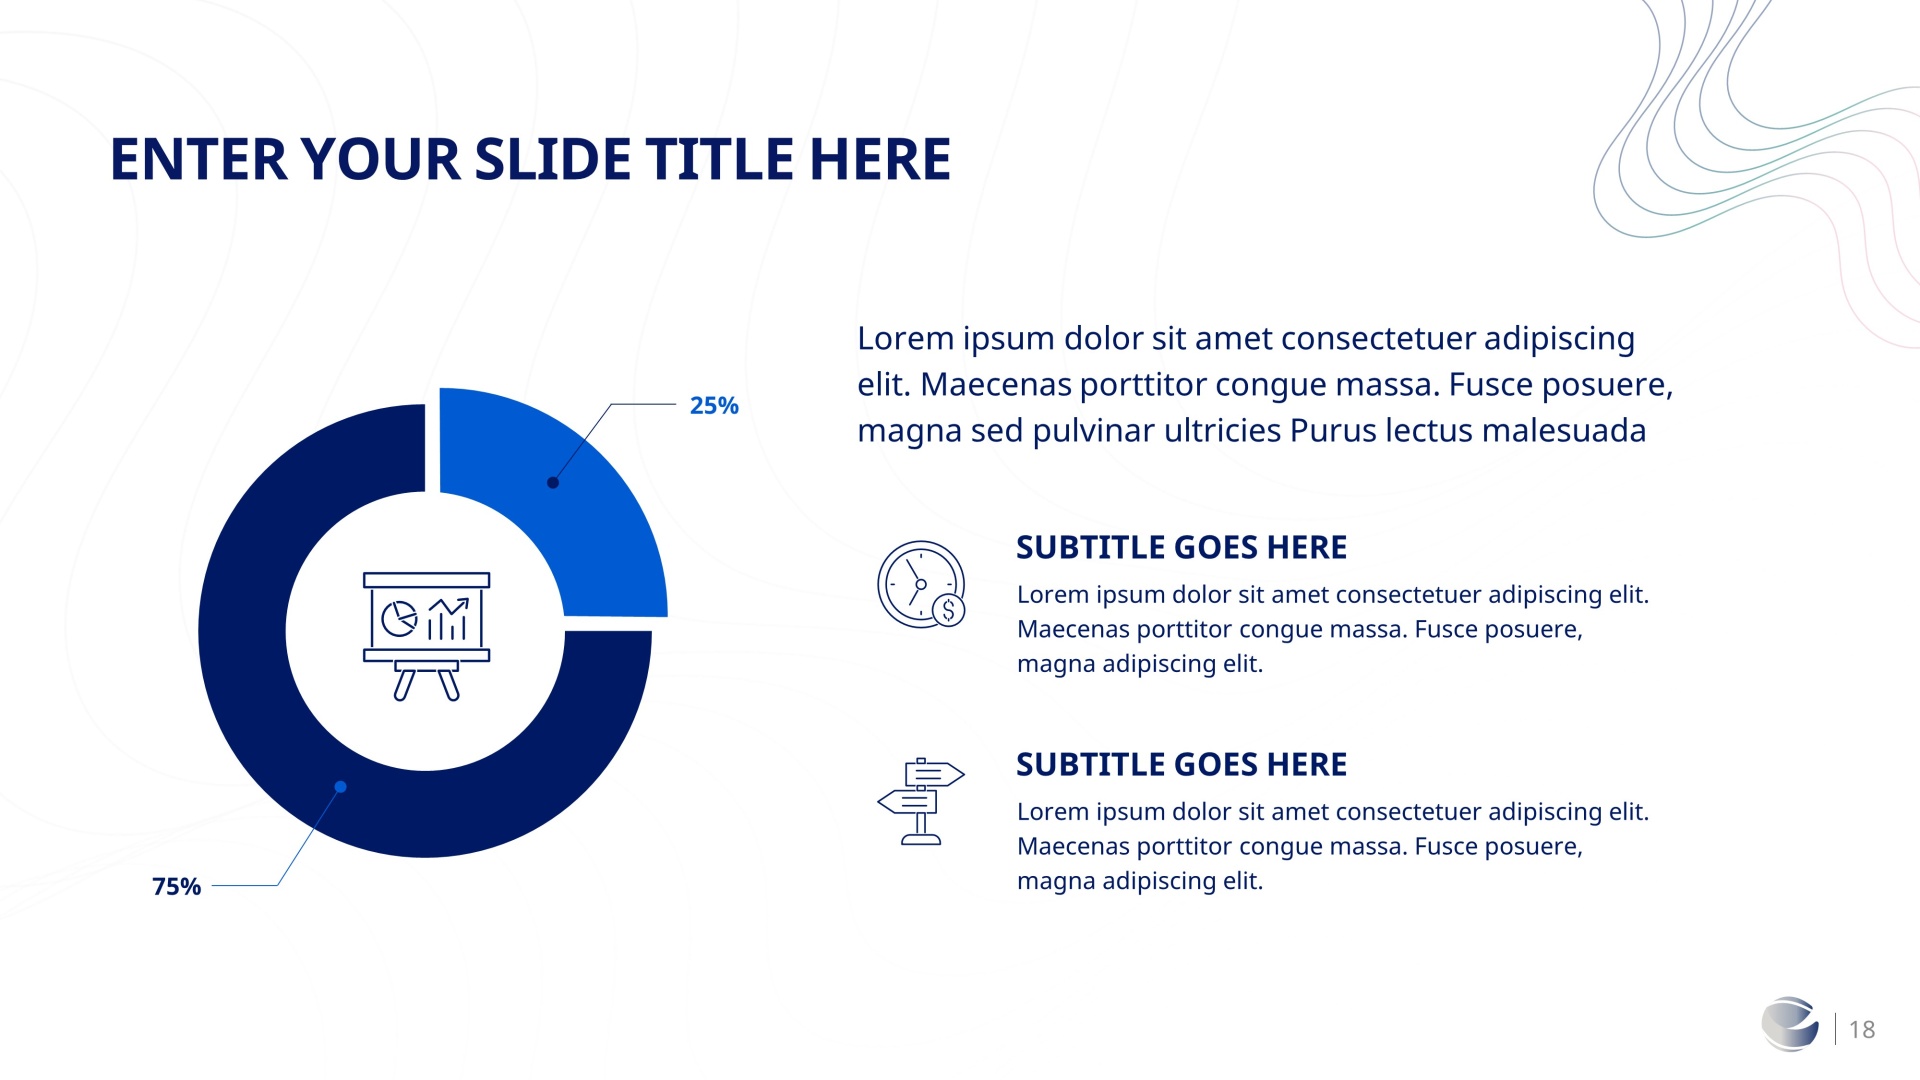 ENTER YOUR SLIDE TITLE HERE
25%
75%
Lorem ipsum dolor sit amet consectetuer adipiscing
elit. Maecenas porttitor congue massa. Fusce posuere,
magna sed pulvinar ultricies Purus lectus malesuada
SUBTITLE GOES HERE
Lorem ipsum dolor sit amet consectetuer adipiscing elit.
Maecenas porttitor congue massa. Fusce posuere,
magna adipiscing elit.
SUBTITLE GOES HERE
Lorem ipsum dolor sit amet consectetuer adipiscing elit.
Maecenas porttitor congue massa. Fusce posuere,
magna adipiscing elit.
18